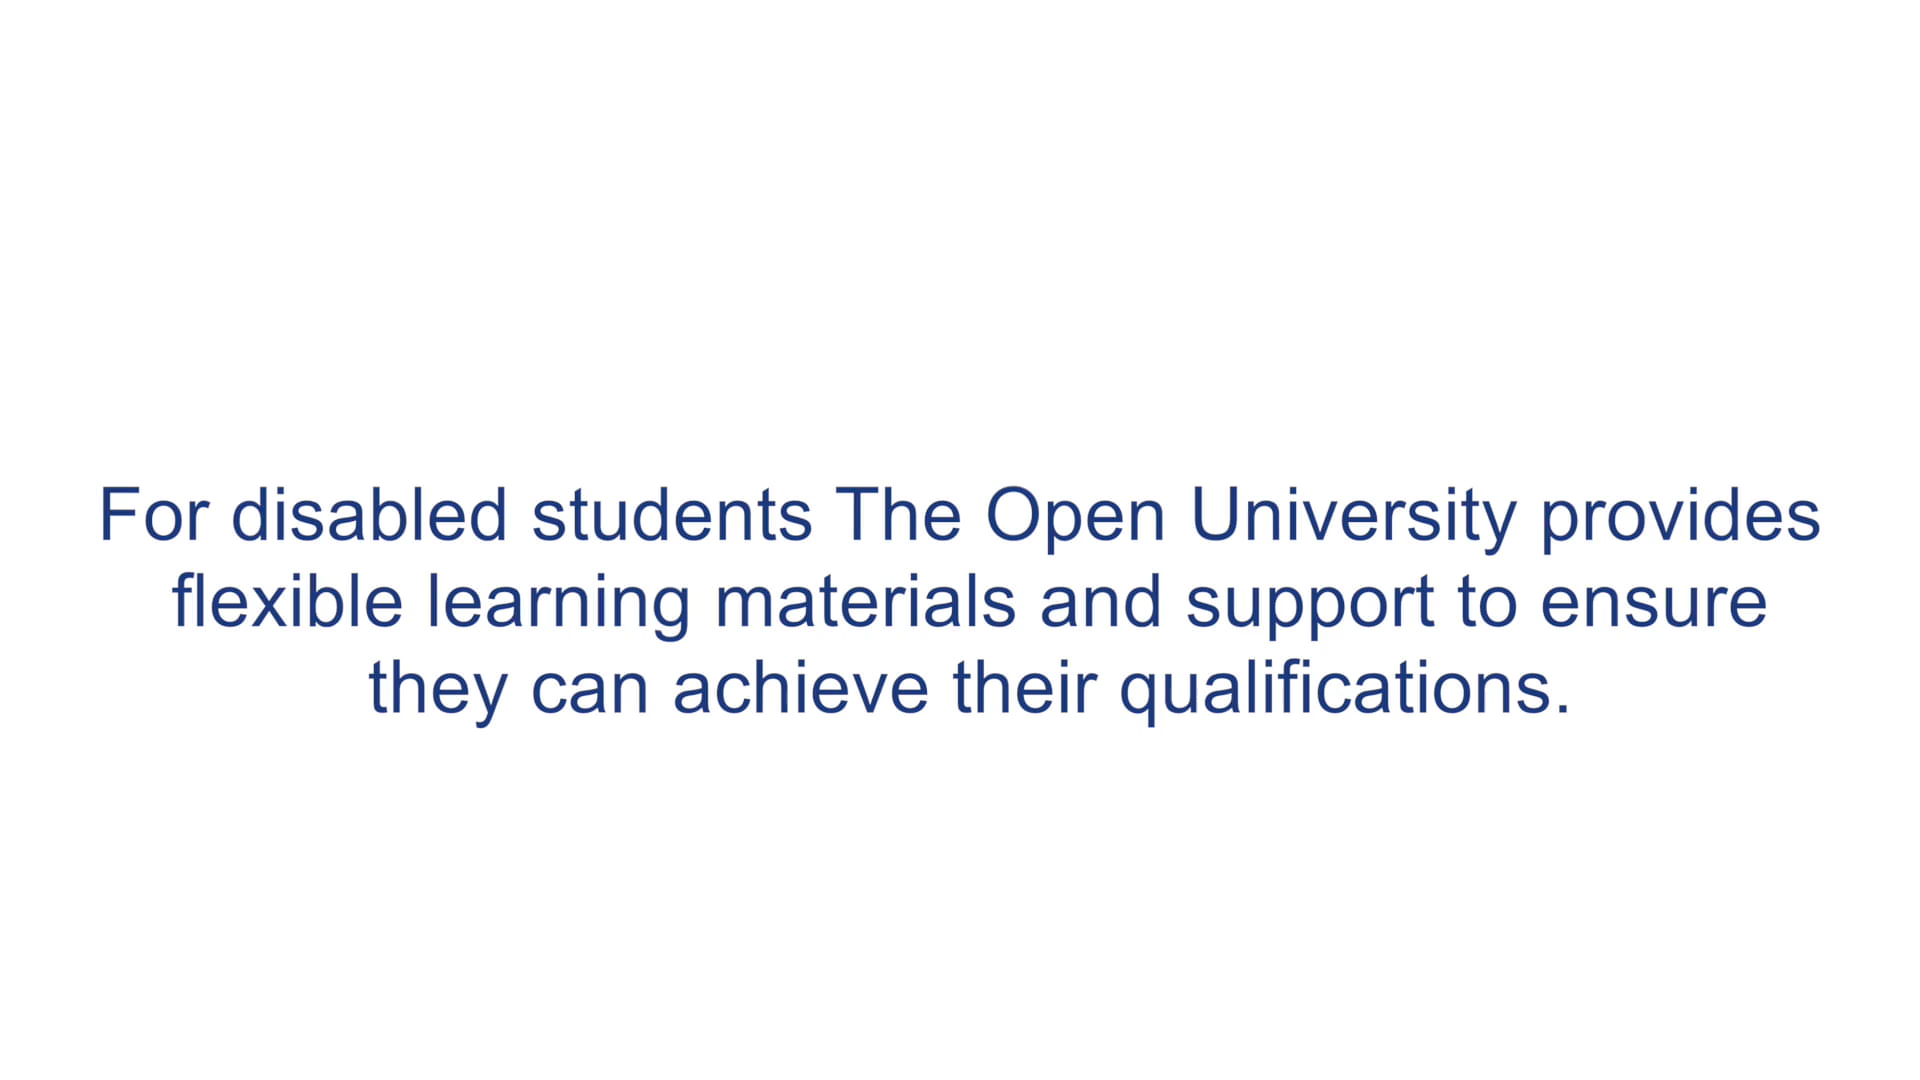 For disabled students The Open University provides
flexible learning materials and support to ensure
they can achieve their qualifications.